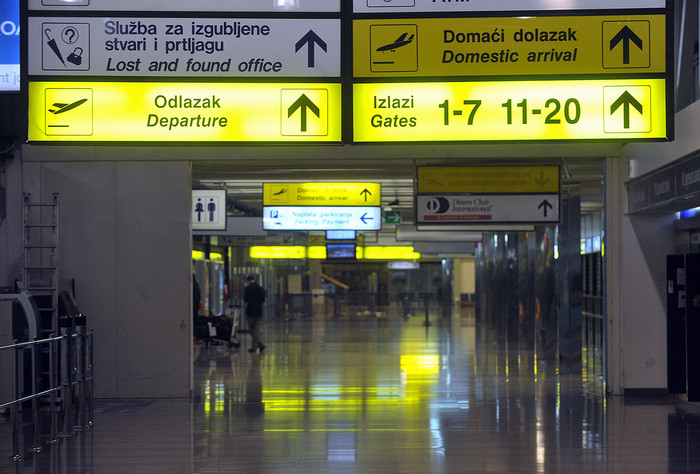 Služba za izgubljene
stvari i prtljagu
Lost and found office
Domaći dolazak
Domestic arrival
Odlazak
Departure
Izlazi
Gates
1-7 11-20
Domaći dolazak
Domestic arrival
P
Naplata parkiranja
Parking Payment
Diners Club
International